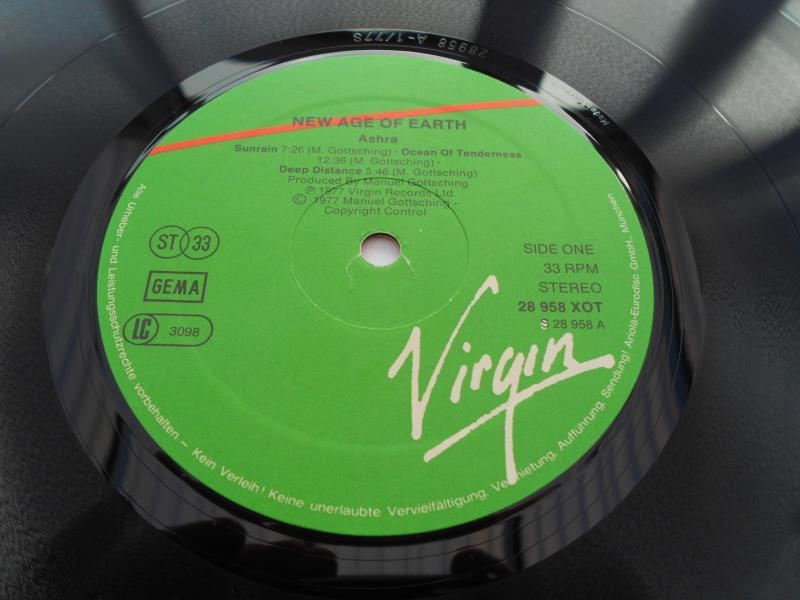 28958 A-1/77S
NEW AGE OF EARTH
Ashra
Sunrain 7:26 (M. Gottsching) · Ocean Of Tenderness
12:36 (M. Gottsching) ·
Deep Distance 5:46 (M. Gottsching)
Produced By Manuel Gottsching
℗ 1977 Virgin Records Ltd.
© 1977 Manuel Gottsching -
Copyright Control
ST 33
GEMA
LC 3098
SIDE ONE
33 RPM
STEREO
28 958 XOT
S 28 958 A
Virgin
Alle Urheber- und Leistungsschutzrechte vorbehalten – Kein Verleih! Keine unerlaubte Vervielfältigung, Vermietung, Aufführung, Sendung! Ariola-Eurodisc GmbH, München